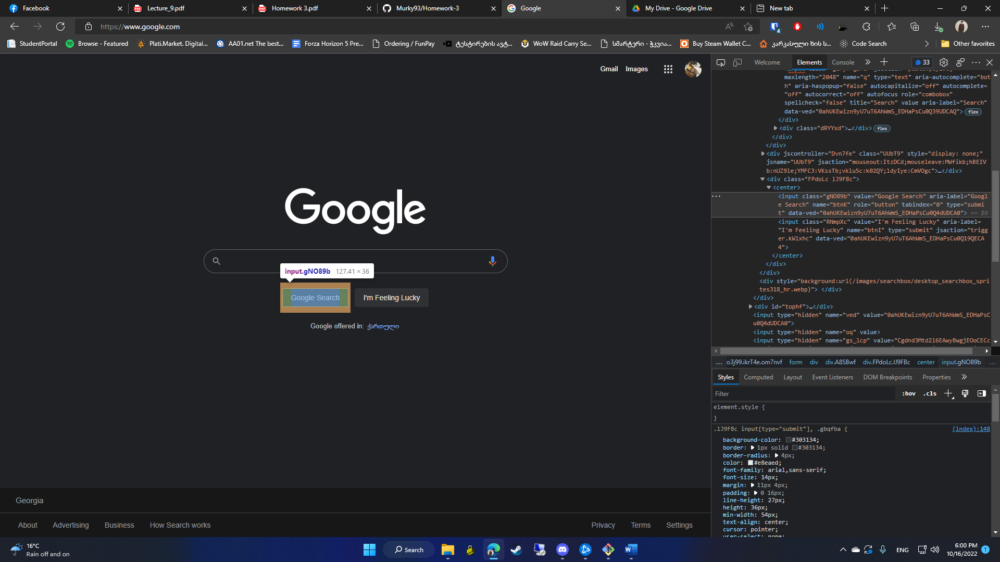 Facebook
Lecture_9.pdf
Homework 3.pdf
Murky93/Homework-3
Google
My Drive - Google Drive
New tab
https://www.google.com
4
StudentPortal
Browse - Featured
Plati.Market. Digital...
AA01.net The best...
Forza Horizon 5 Pre...
Ordering / FunPay
ტესტირების ავტ...
WoW Raid Carry Se...
სმარტერი - ჭკვია...
Buy Steam Wallet C...
კარკასული ხის ს...
Code Search
Other favorites
Gmail
Images
Google
input.gNO89b 127.41 × 36
Google Search
I'm Feeling Lucky
Google offered in: ქართული
Georgia
About
Advertising
Business
How Search works
Privacy
Terms
Settings
Welcome
Elements
Console
33
maxlength="2048" name="q" type="text" aria-autocomplete="bot
h" aria-haspopup="false" autocapitalize="off" autocomplete=
"off" autocorrect="off" autofocus role="combobox"
spellcheck="false" title="Search" value aria-label="Search"
data-ved="0ahUKEwizn9yU7uT6AhWmS_EDHaPsCu0Q39UDCAQ"> flex
</div>
<div class="dRYYxd">…</div> flex
</div>
</div>
<div jscontroller="Dvn7fe" class="UUbT9" style="display: none;"
jsname="UUbT9" jsaction="mouseout:ItzDCd;mouseleave:MWfikb;hBEIV
b:nUZ9le;YMFC3:VKssTb;vklu5c:k02QY;ldyIye:CmVOgc">…</div>
<div class="FPdoLc lJ9FBc">
<center>
<input class="gNO89b" value="Google Search" aria-label="Googl
e Search" name="btnK" role="button" tabindex="0" type="submi
t" data-ved="0ahUKEwizn9yU7uT6AhWmS_EDHaPsCu0Q4dUDCA0"> == $0
<input class="RNmpXc" value="I'm Feeling Lucky" aria-label=
"I'm Feeling Lucky" name="btnI" type="submit" jsaction="trigg
er.kWlxhc" data-ved="0ahUKEwizn9yU7uT6AhWmS_EDHaPsCu0Q19QECA
4">
</center>
</div>
</div>
<div style="background:url(/images/searchbox/desktop_searchbox_spri
tes318_hr.webp)"> </div>
</div>
<div id="tophf">…</div>
<input type="hidden" name="ved" value="0ahUKEwizn9yU7uT6AhWmS_EDHaPsC
u0Q4dUDCA0">
<input type="hidden" name="oq" value>
<input type="hidden" name="gs_lcp" value="Cgdnd3Mtd2l6EAwyBwgjEOoCECc
... o3j99.ikrT4e.om7nvf form div div.A8SBwf div.FPdoLc.lJ9FBc center input.gNO89b ...
Styles
Computed
Layout
Event Listeners
DOM Breakpoints
Properties
Filter
:hov
.cls
element.style {
}
.lJ9FBc input[type="submit"], .gbqfba {
(index):148
background-color: #303134;
border: 1px solid #303134;
border-radius: 4px;
color: #e8eaed;
font-family: arial,sans-serif;
font-size: 14px;
margin: 11px 4px;
padding: 0 16px;
line-height: 27px;
height: 36px;
min-width: 54px;
text-align: center;
cursor: pointer;
user-select: none;
16°C
Rain off and on
Search
ENG
6:00 PM
10/16/2022
1